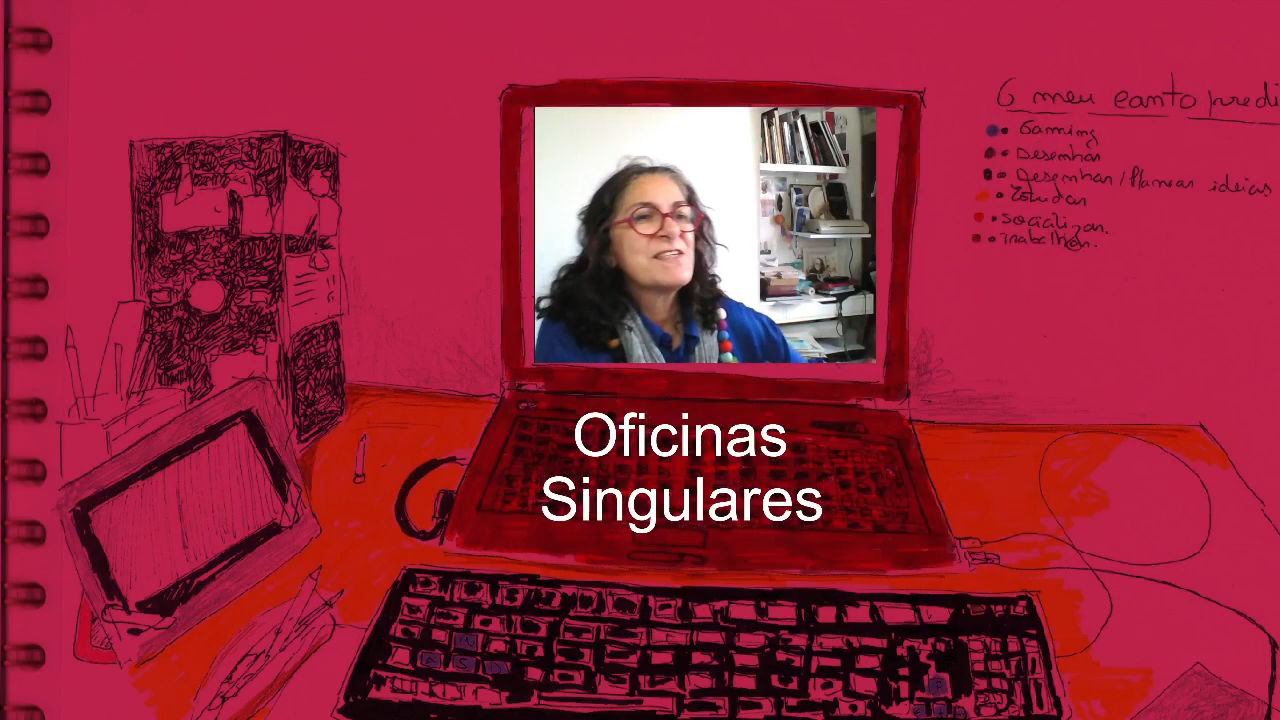 O meu canto predi
Gaming
Desenhar
Desenhar/Planear ideias
Estudar
socializar.
trabalhar.
Oficinas
Singulares